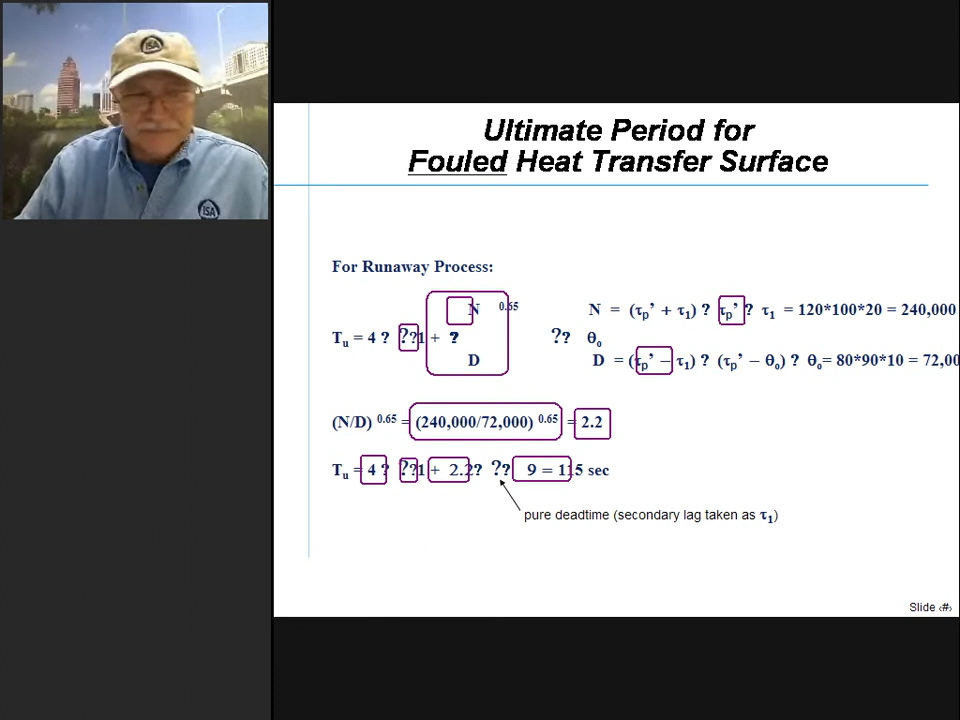 ISA
ISA
Ultimate Period for
Fouled Heat Transfer Surface
For Runaway Process:
N 0.65 N = (τp’ + τ1) ? τp’ ? τ1 = 120*100*20 = 240,000
Tu = 4 ? ??1 + ? ?? θo
D D = (τp’ – τ1) ? (τp’ – θo) ? θo= 80*90*10 = 72,00
(N/D) 0.65 = (240,000/72,000) 0.65 = 2.2
Tu = 4 ? ??1 + 2.2? ?? 9 = 115 sec
pure deadtime (secondary lag taken as τ1)
Slide ‹#›